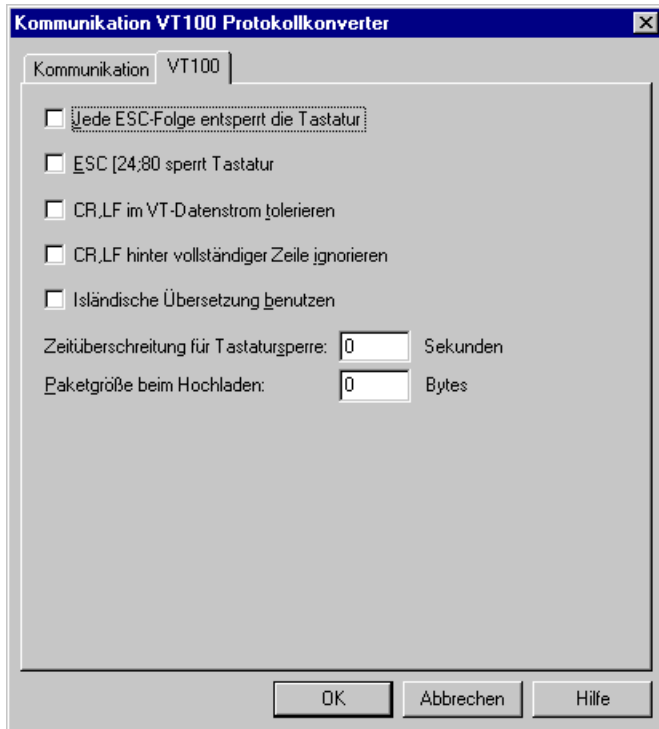 Kommunikation VT100 Protokollkonverter
Kommunikation VT100
Jede ESC-Folge entsperrt die Tastatur
ESC [24;80 sperrt Tastatur
CR,LF im VT-Datenstrom tolerieren
CR,LF hinter vollständiger Zeile ignorieren
Isländische Übersetzung benutzen
Zeitüberschreitung für Tastatursperre: 0 Sekunden
Paketgröße beim Hochladen: 0 Bytes
OK Abbrechen Hilfe